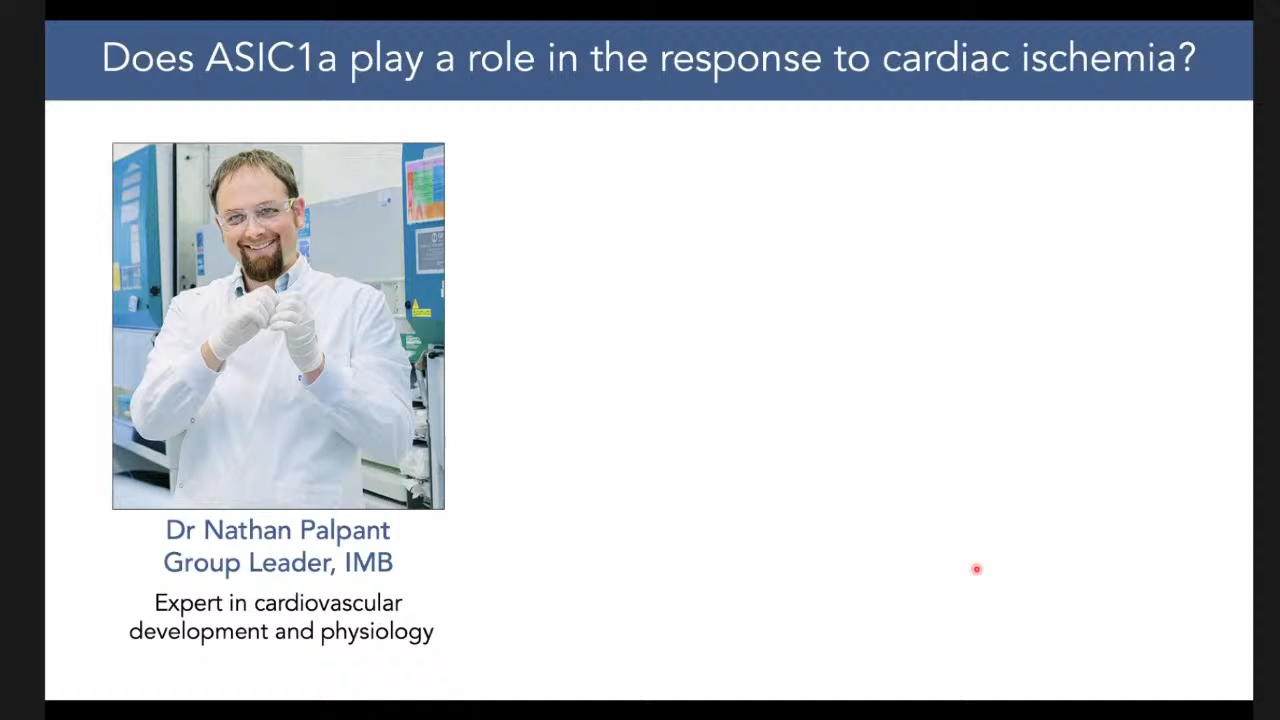 Does ASIC1a play a role in the response to cardiac ischemia?
Dr Nathan Palpant
Group Leader, IMB
Expert in cardiovascular
development and physiology